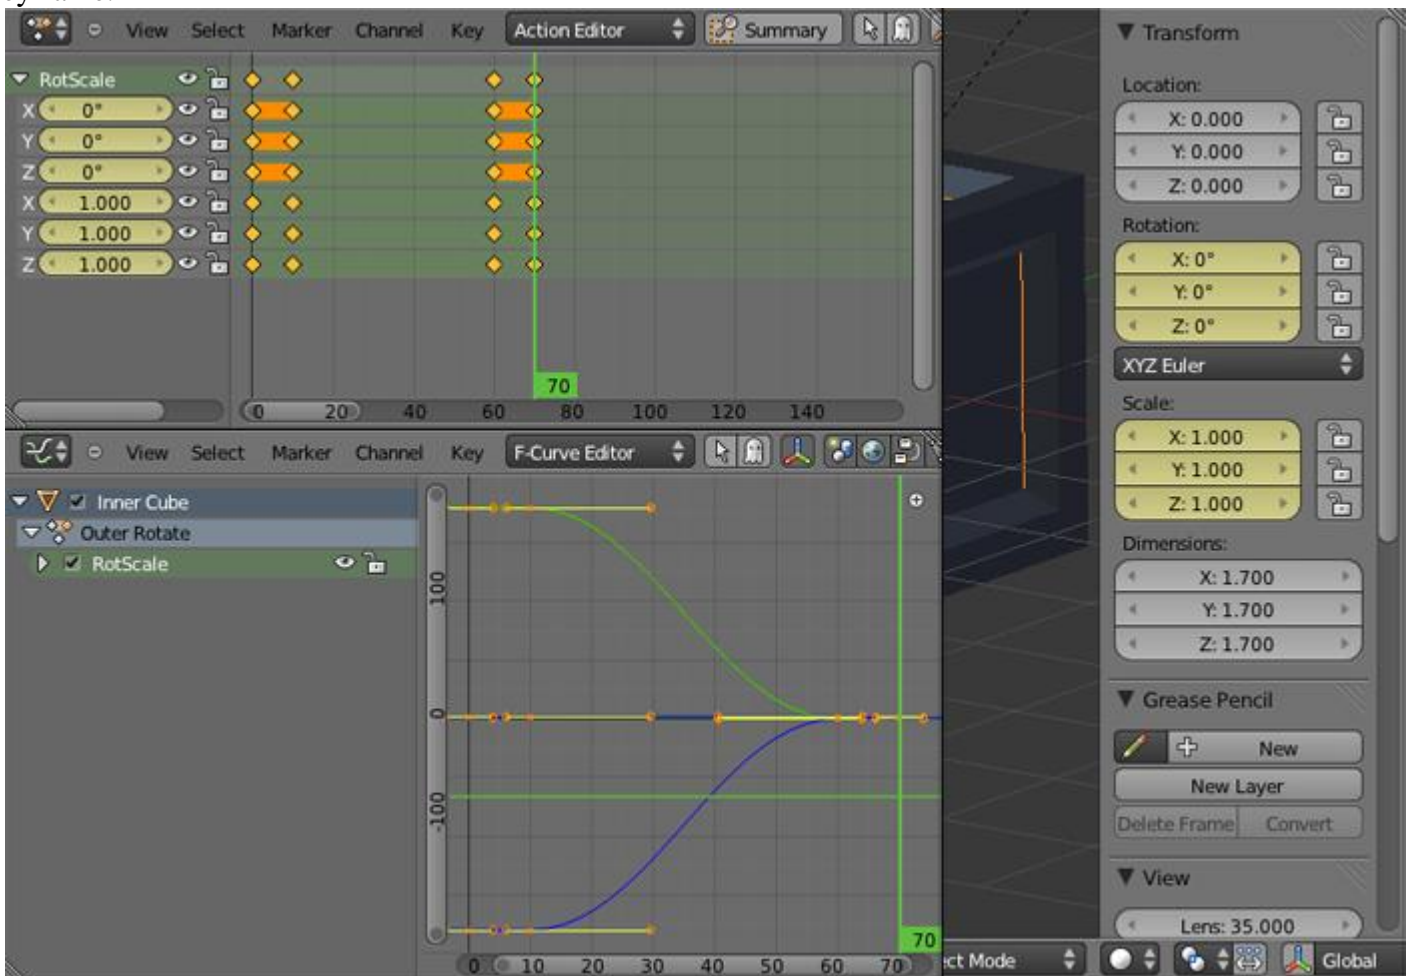 View Select Marker Channel Key Action Editor Summary
RotScale
X 0°
Y 0°
Z 0°
X 1.000
Y 1.000
Z 1.000
70
0 20 40 60 80 100 120 140
View Select Marker Channel Key F-Curve Editor
Inner Cube
Outer Rotate
RotScale
100
0
-100
70
0 10 20 30 40 50 60 70
Transform
Location:
X: 0.000
Y: 0.000
Z: 0.000
Rotation:
X: 0°
Y: 0°
Z: 0°
XYZ Euler
Scale:
X: 1.000
Y: 1.000
Z: 1.000
Dimensions:
X: 1.700
Y: 1.700
Z: 1.700
Grease Pencil
New
New Layer
Delete Frame Convert
View
Lens: 35.000
ect Mode Global